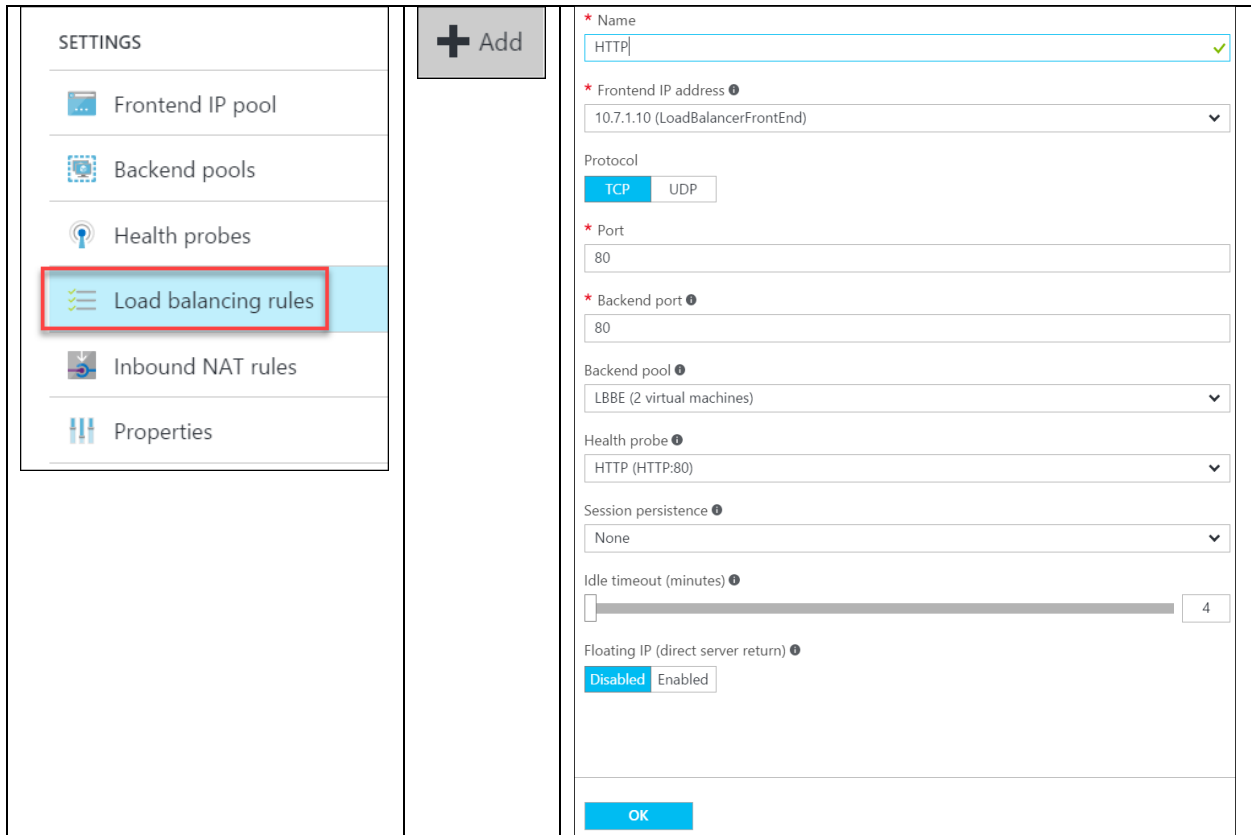 SETTINGS
Frontend IP pool
Backend pools
Health probes
Load balancing rules
Inbound NAT rules
Properties
Add
* Name
HTTP
* Frontend IP address
10.7.1.10 (LoadBalancerFrontEnd)
Protocol
TCP UDP
* Port
80
* Backend port
80
Backend pool
LBBE (2 virtual machines)
Health probe
HTTP (HTTP:80)
Session persistence
None
Idle timeout (minutes)
4
Floating IP (direct server return)
Disabled Enabled
OK